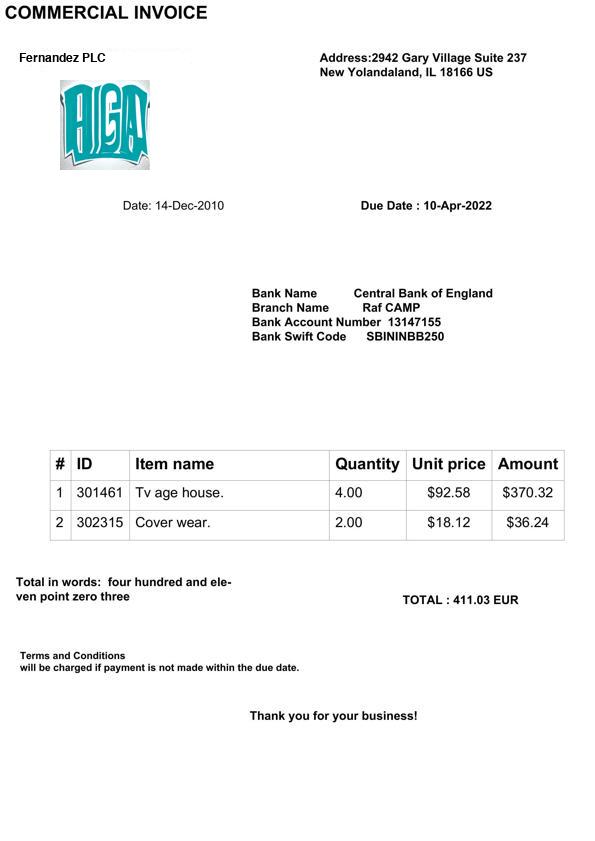 COMMERCIAL INVOICE
Fernandez PLC
Address:2942 Gary Village Suite 237
New Yolandaland, IL 18166 US
Date: 14-Dec-2010
Due Date : 10-Apr-2022
Bank Name Central Bank of England
Branch Name Raf CAMP
Bank Account Number 13147155
Bank Swift Code SBININBB250
# ID Item name Quantity Unit price Amount
1 301461 Tv age house. 4.00 $92.58 $370.32
2 302315 Cover wear. 2.00 $18.12 $36.24
Total in words: four hundred and ele-
ven point zero three
TOTAL : 411.03 EUR
Terms and Conditions
will be charged if payment is not made within the due date.
Thank you for your business!